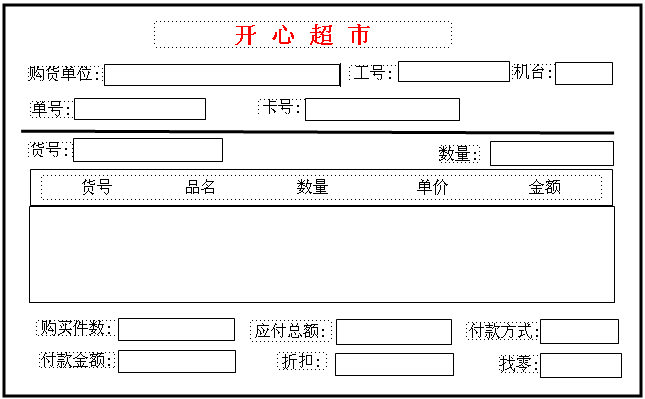 开心超市
购货单位: 工号: 机台:
单号: 卡号:
货号: 数量:
货号 品名 数量 单价 金额
购买件数: 应付总额: 付款方式:
付款金额: 折扣: 找零: